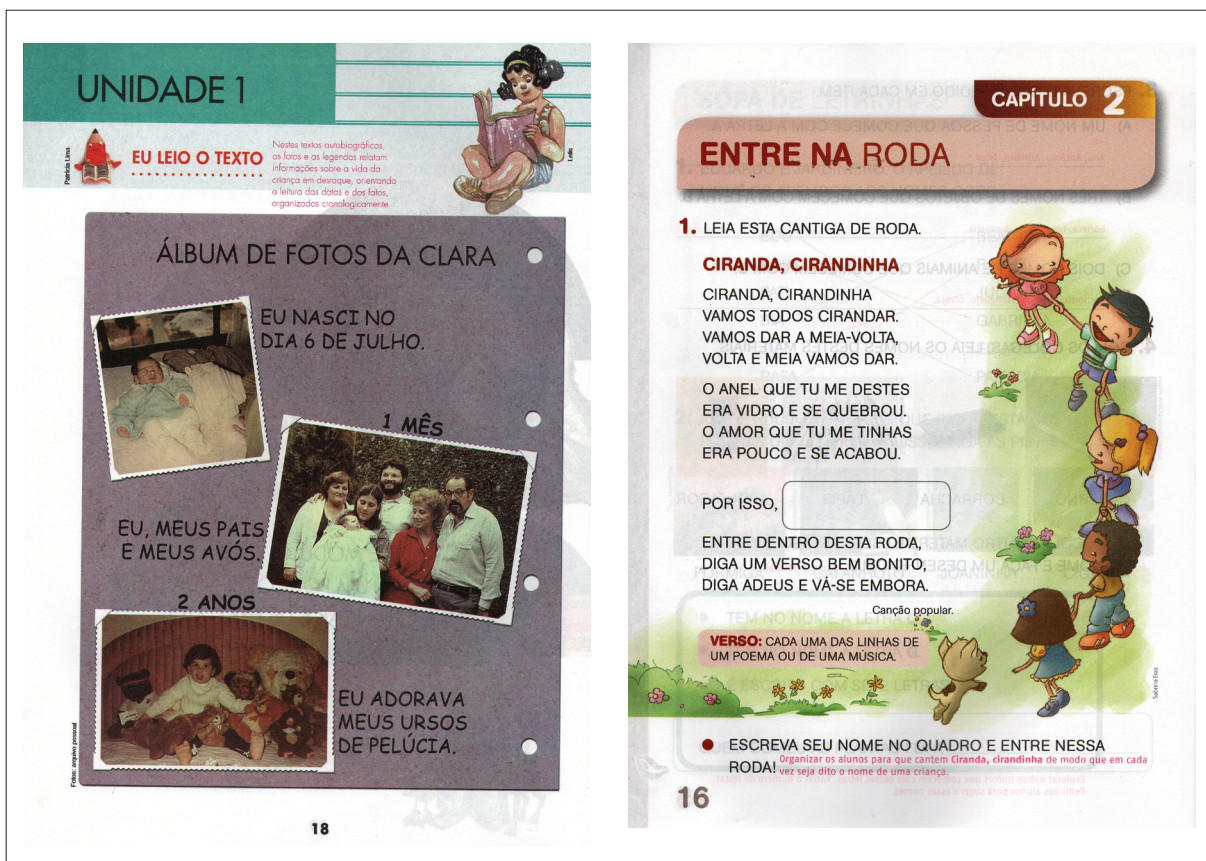 UNIDADE 1
Patrícia Lima
EU LEIO O TEXTO
Nestes textos autobiográficos,
as fotos e as legendas relatam
informações sobre a vida da
criança em destaque, orientando
a leitura das datas e dos fatos,
organizados cronologicamente.
Lelis
ÁLBUM DE FOTOS DA CLARA
EU NASCI NO
DIA 6 DE JULHO.
1 MÊS
EU, MEUS PAIS
E MEUS AVÓS.
2 ANOS
EU ADORAVA
MEUS URSOS
DE PELÚCIA.
Fotos: arquivo pessoal
18
CAPÍTULO 2
ENTRE NA RODA
1. LEIA ESTA CANTIGA DE RODA.
CIRANDA, CIRANDINHA
CIRANDA, CIRANDINHA
VAMOS TODOS CIRANDAR.
VAMOS DAR A MEIA-VOLTA,
VOLTA E MEIA VAMOS DAR.
O ANEL QUE TU ME DESTES
ERA VIDRO E SE QUEBROU.
O AMOR QUE TU ME TINHAS
ERA POUCO E SE ACABOU.
POR ISSO,
ENTRE DENTRO DESTA RODA,
DIGA UM VERSO BEM BONITO,
DIGA ADEUS E VÁ-SE EMBORA.
Canção popular.
VERSO: CADA UMA DAS LINHAS DE
UM POEMA OU DE UMA MÚSICA.
Sabrina Eras
• ESCREVA SEU NOME NO QUADRO E ENTRE NESSA
RODA! Organizar os alunos para que cantem Ciranda, cirandinha de modo que em cada
vez seja dito o nome de uma criança.
16